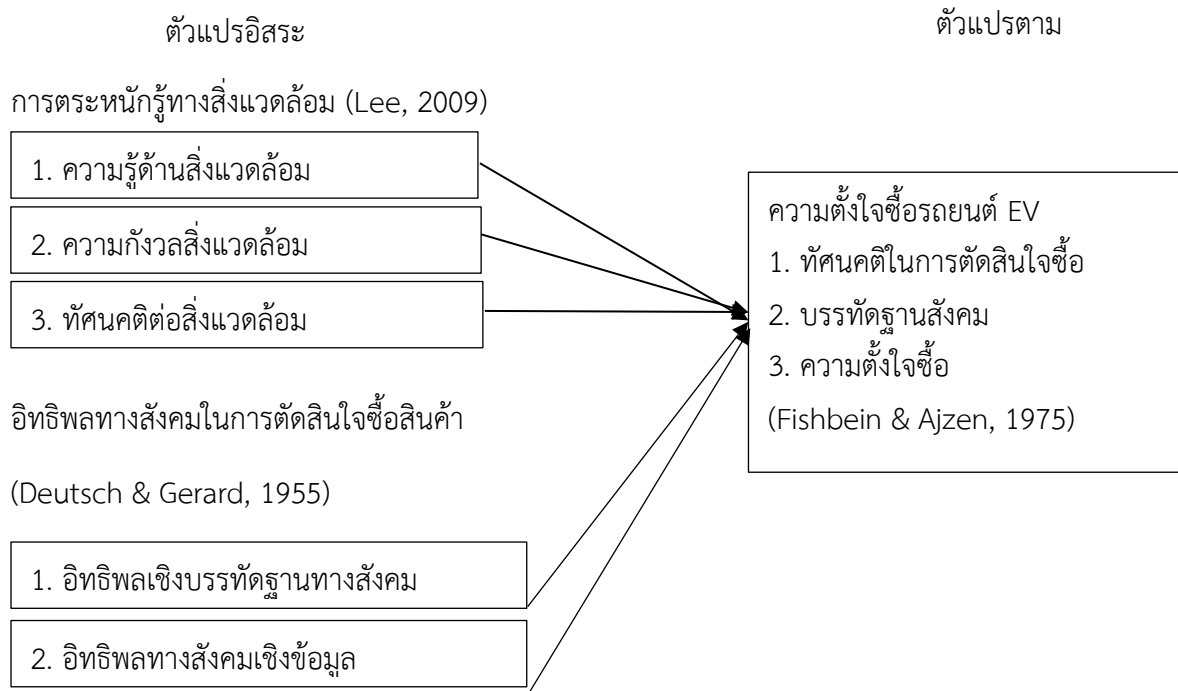 ตัวแปรอิสระ
ตัวแปรตาม
การตระหนักรู้ทางสิ่งแวดล้อม (Lee, 2009)
1. ความรู้ด้านสิ่งแวดล้อม
2. ความกังวลสิ่งแวดล้อม
3. ทัศนคติต่อสิ่งแวดล้อม
อิทธิพลทางสังคมในการตัดสินใจซื้อสินค้า
(Deutsch & Gerard, 1955)
1. อิทธิพลเชิงบรรทัดฐานทางสังคม
2. อิทธิพลทางสังคมเชิงข้อมูล
ความตั้งใจซื้อรถยนต์ EV
1. ทัศนคติในการตัดสินใจซื้อ
2. บรรทัดฐานสังคม
3. ความตั้งใจซื้อ
(Fishbein & Ajzen, 1975)